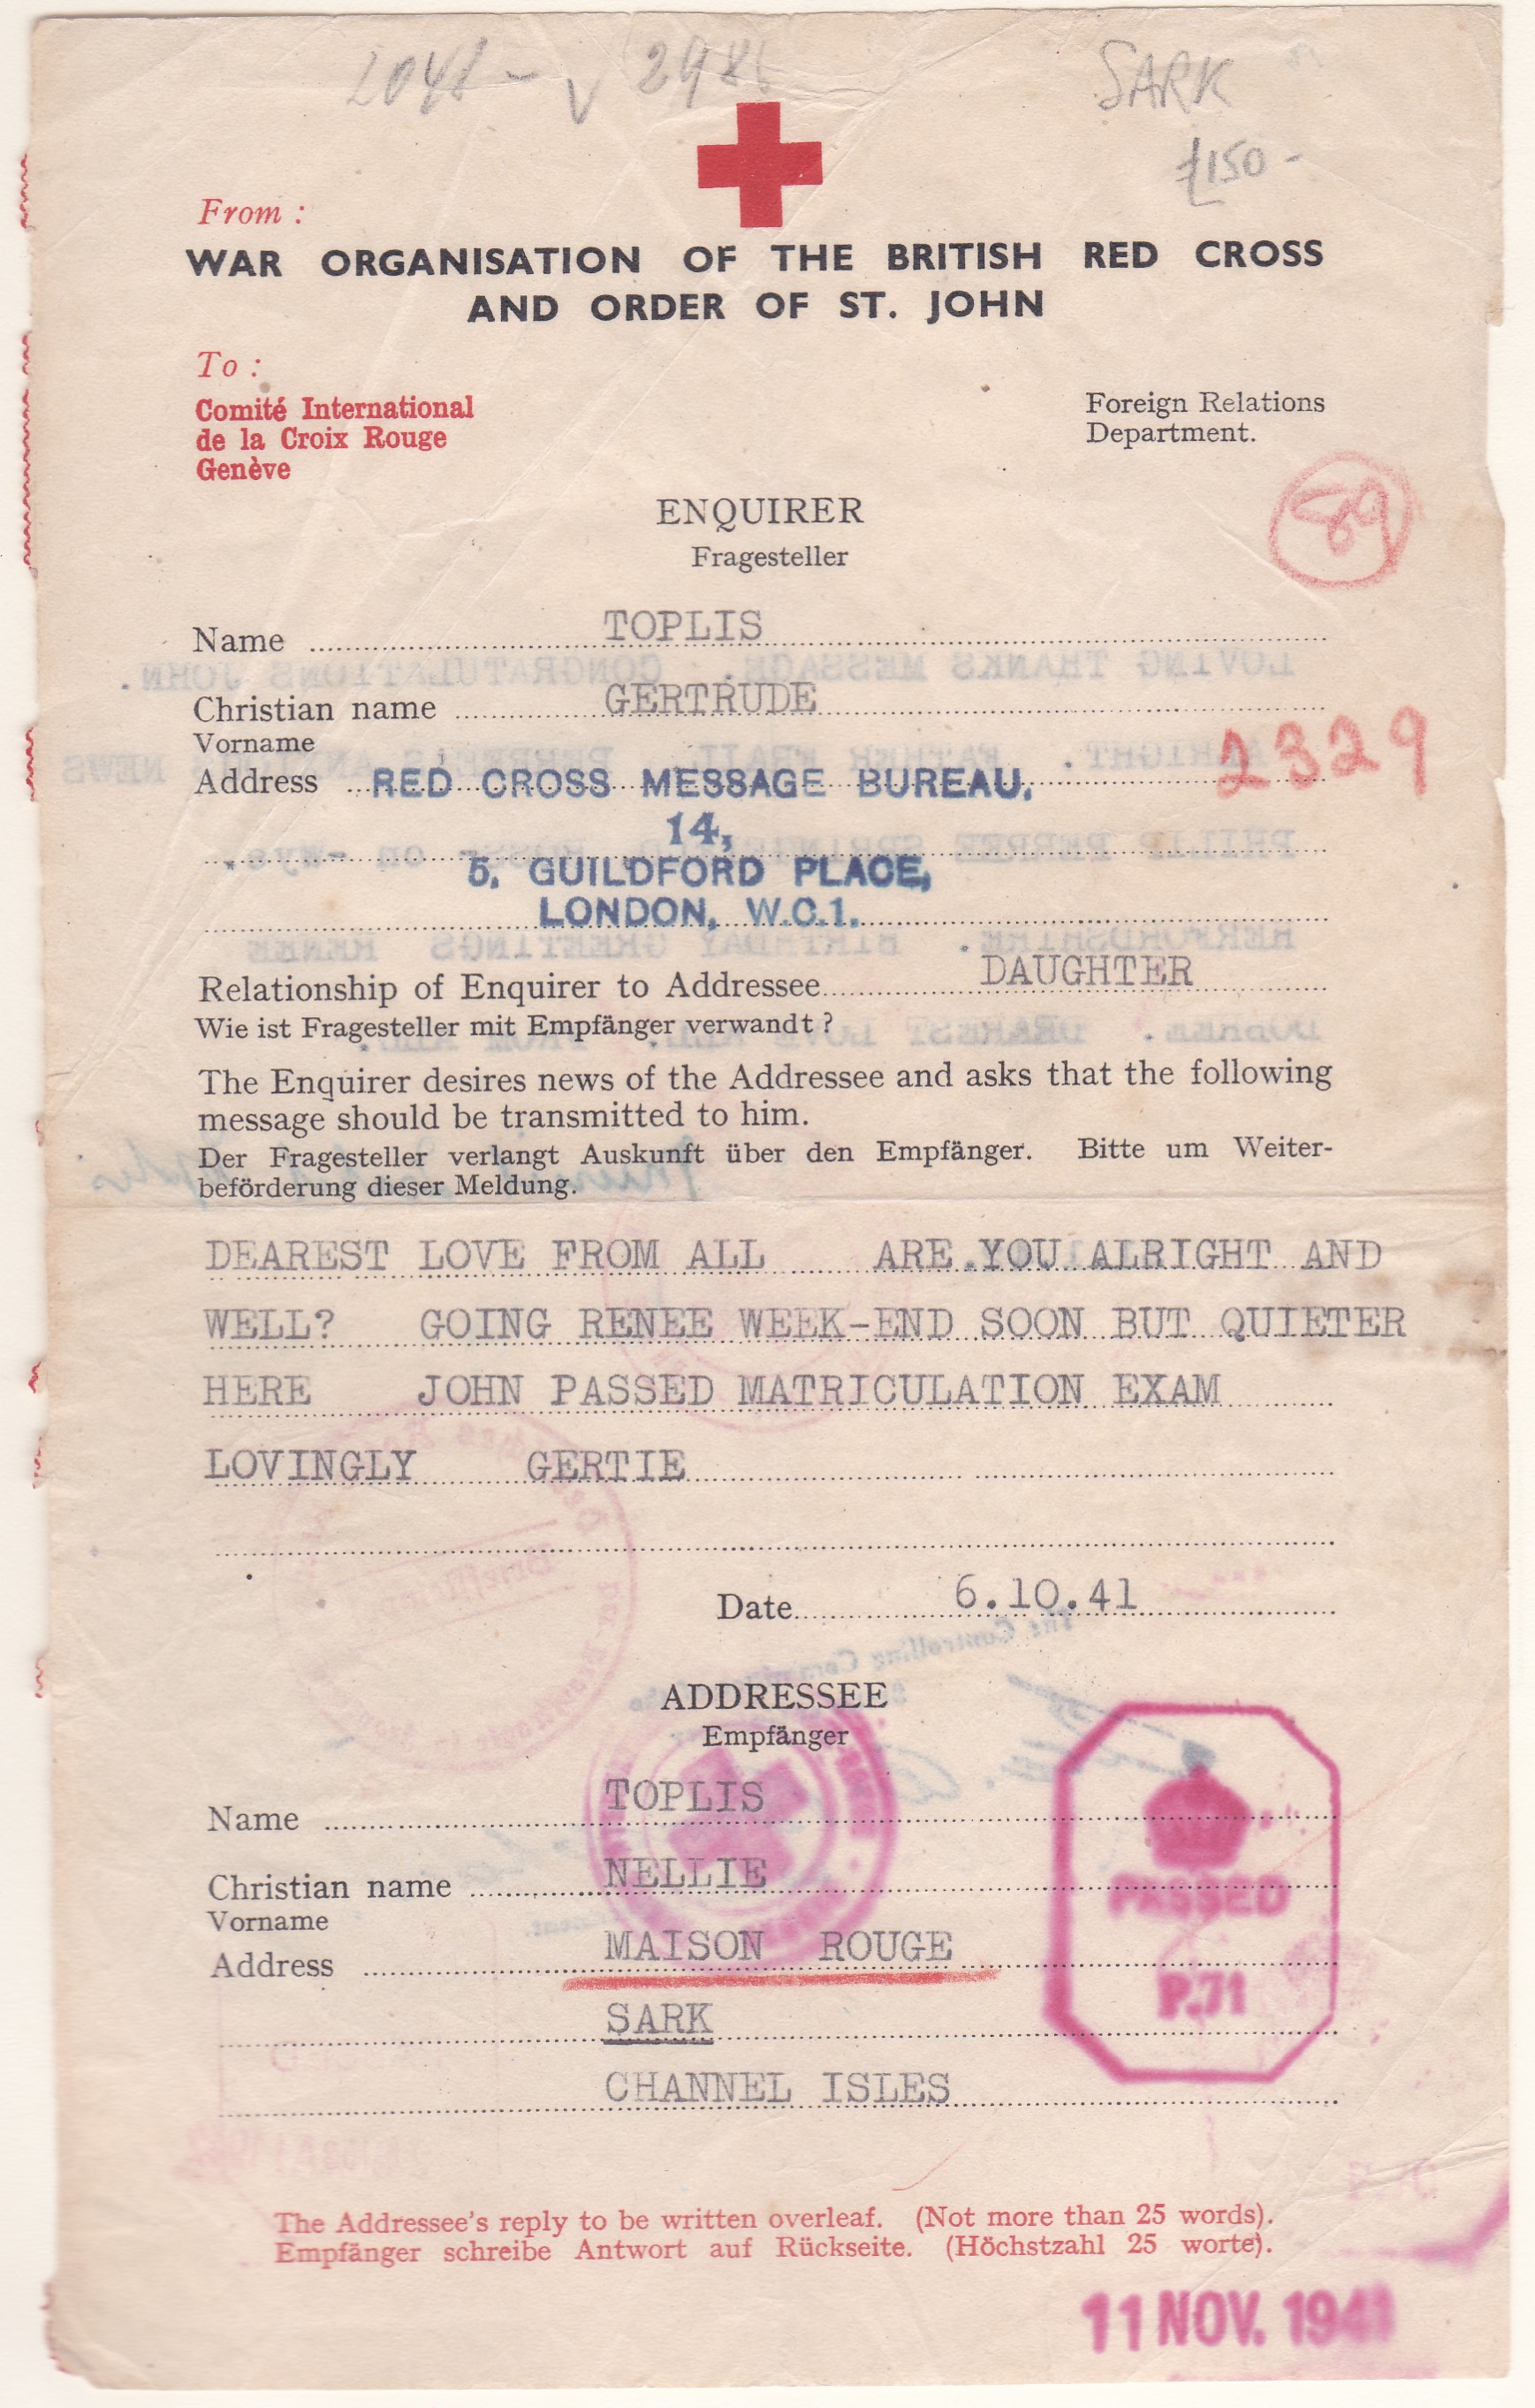 SARK
£150-
From :
WAR ORGANISATION OF THE BRITISH RED CROSS
AND ORDER OF ST. JOHN
To :
Comité International
de la Croix Rouge
Genève
Foreign Relations
Department.
ENQUIRER
Fragesteller
89
Name TOPLIS
Christian name GERTRUDE
Vorname
2329
Address RED CROSS MESSAGE BUREAU.
14,
5, GUILDFORD PLACE,
LONDON, W.C.1.
Relationship of Enquirer to Addressee DAUGHTER
Wie ist Fragesteller mit Empfänger verwandt ?
The Enquirer desires news of the Addressee and asks that the following
message should be transmitted to him.
Der Fragesteller verlangt Auskunft über den Empfänger. Bitte um Weiter-
beförderung dieser Meldung.
DEAREST LOVE FROM ALL ARE YOU ALRIGHT AND
WELL? GOING RENEE WEEK-END SOON BUT QUIETER
HERE JOHN PASSED MATRICULATION EXAM
LOVINGLY GERTIE
Date 6.10.41
ADDRESSEE
Empfänger
Name TOPLIS
Christian name NELLIE
Vorname
PASSED
Address MAISON ROUGE
P.71
SARK
CHANNEL ISLES
The Addressee's reply to be written overleaf. (Not more than 25 words).
Empfänger schreibe Antwort auf Rückseite. (Höchstzahl 25 worte).
11 NOV. 1941